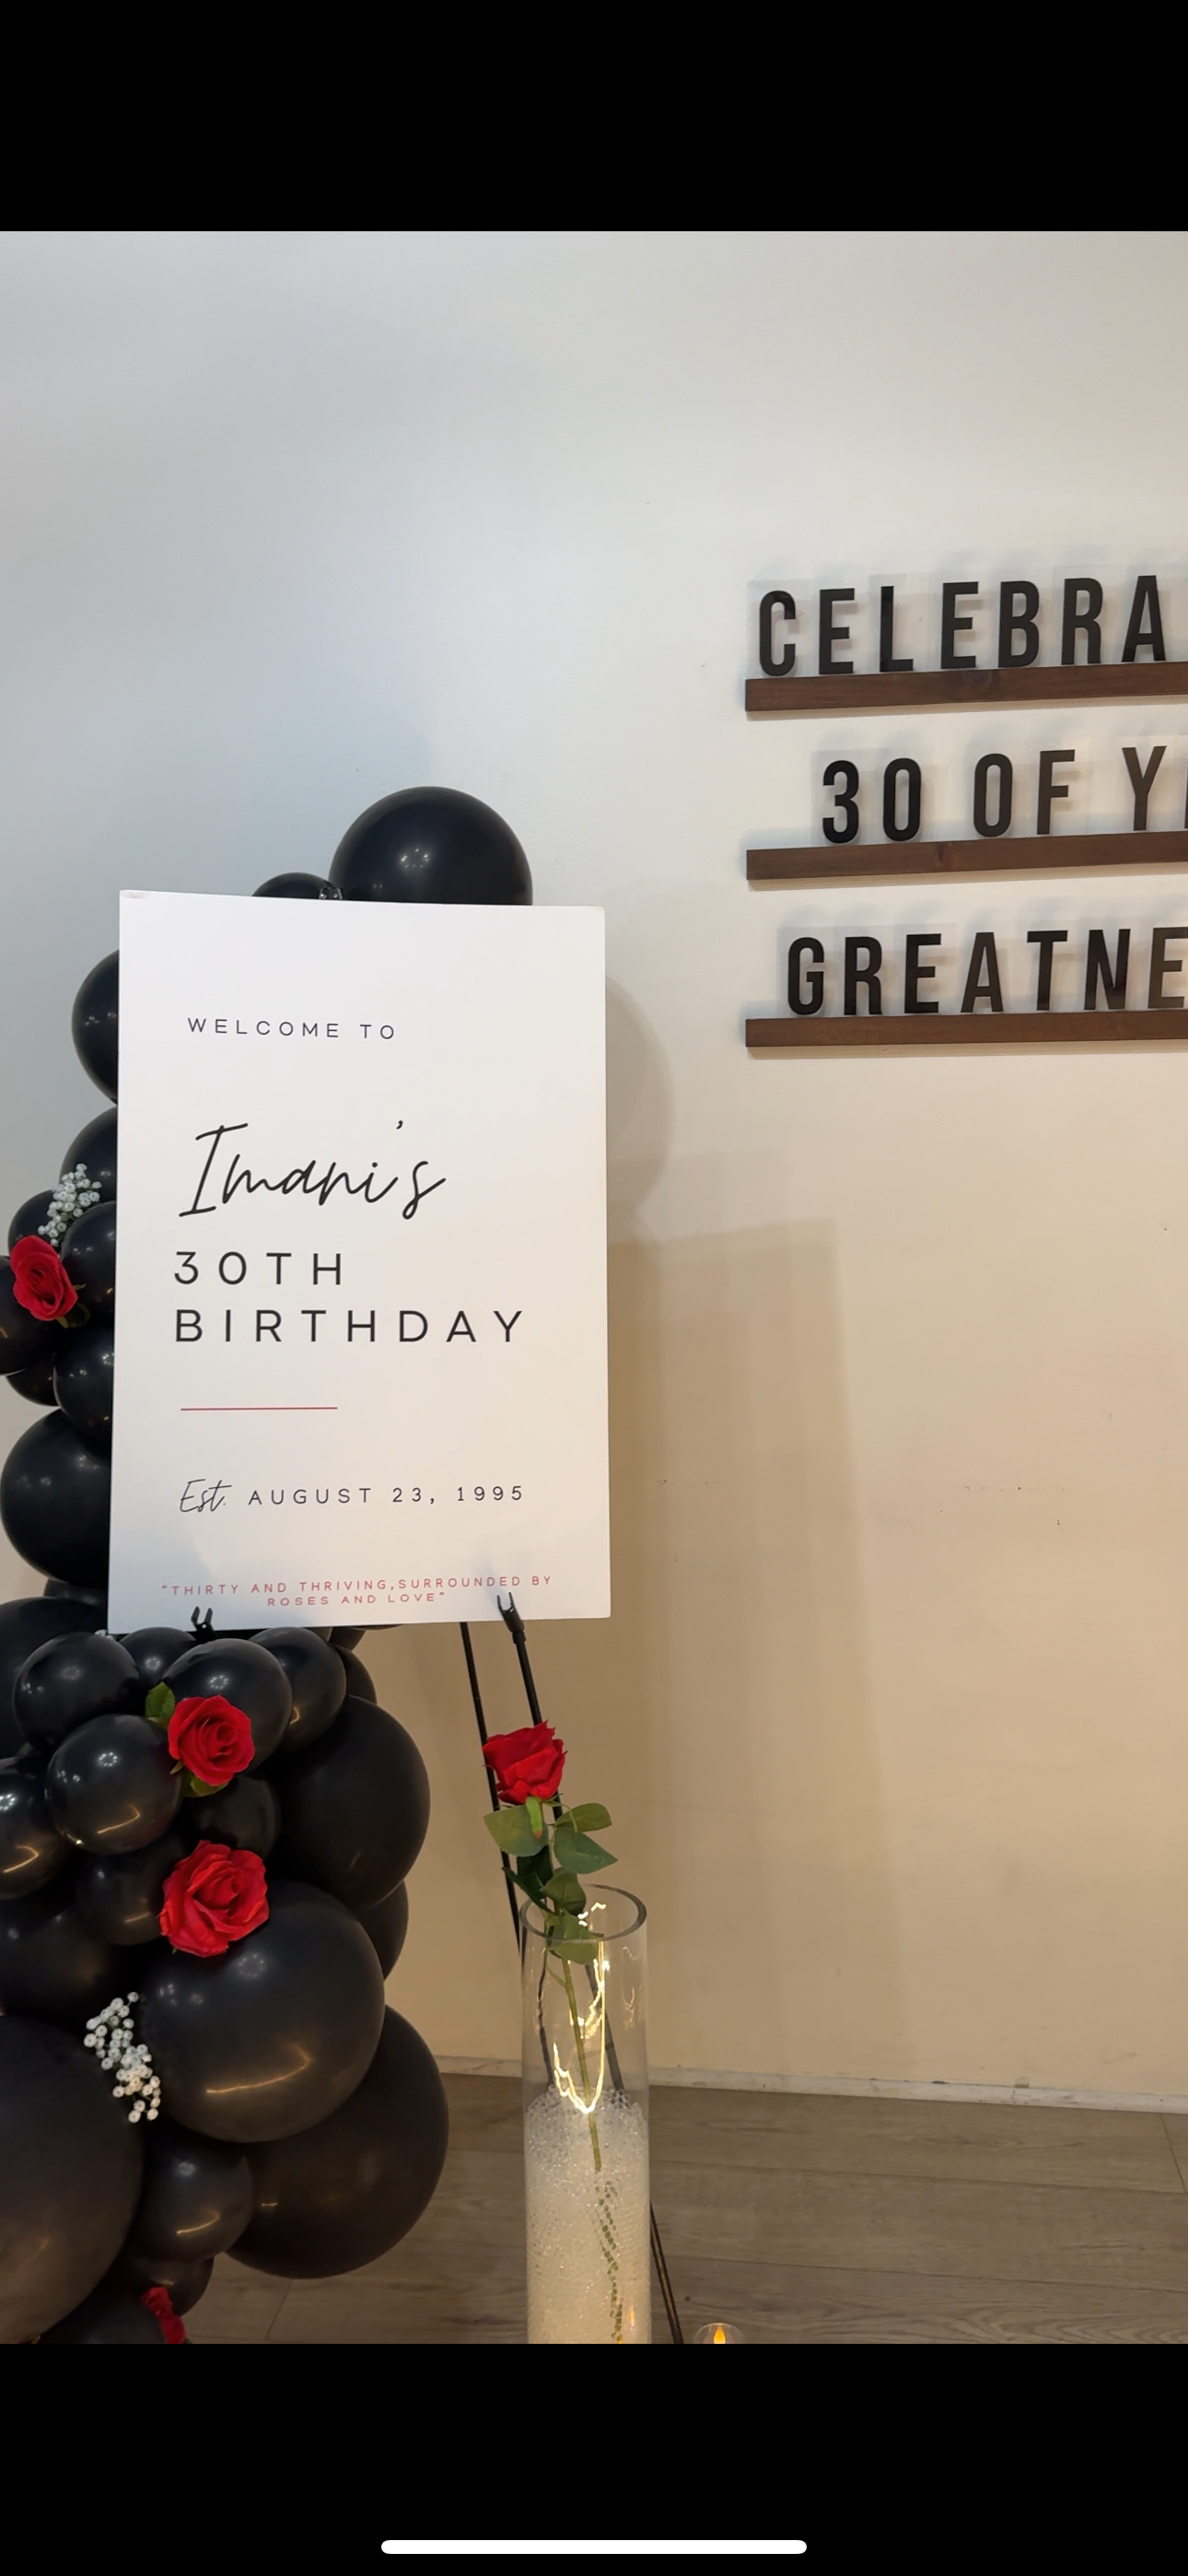 CELEBRA
30 OF Y
GREATNE
WELCOME TO
Imani's
30TH
BIRTHDAY
Est. AUGUST 23, 1995
"THIRTY AND THRIVING,SURROUNDED BY
ROSES AND LOVE"